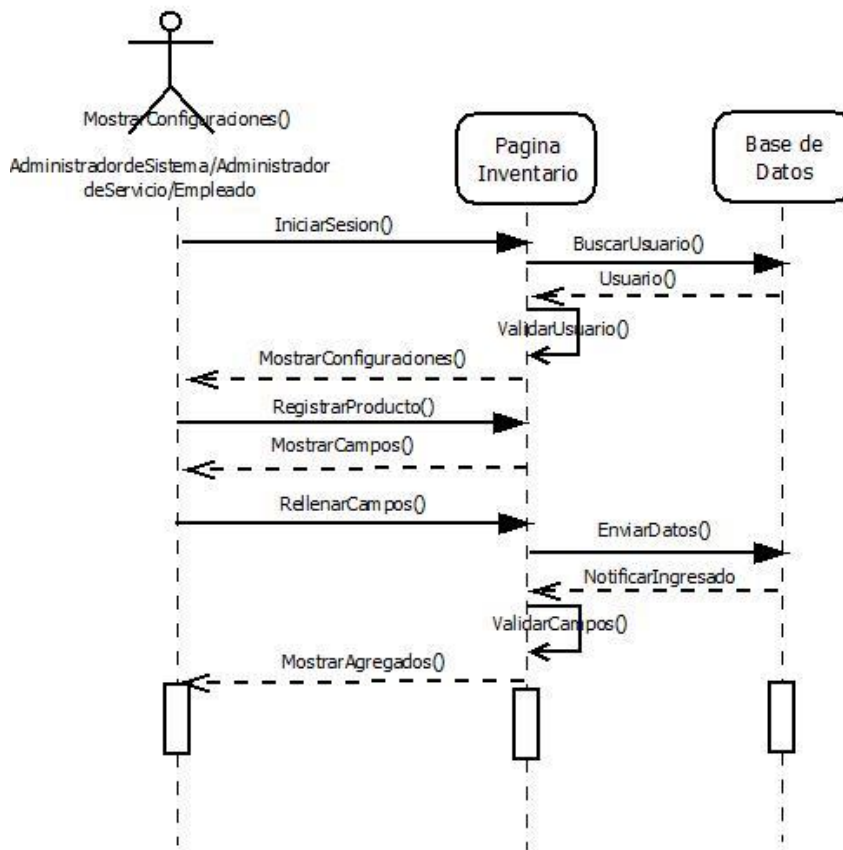 MostrarConfiguraciones()
AdministradordeSistema/Administrador
deServicio/Empleado
Pagina
Inventario
Base de
Datos
IniciarSesion()
BuscarUsuario()
Usuario()
ValidarUsuario()
MostrarConfiguraciones()
RegistrarProducto()
MostrarCampos()
RellenarCampos()
EnviarDatos()
NotificarIngresado
ValidarCampos()
MostrarAgregados()